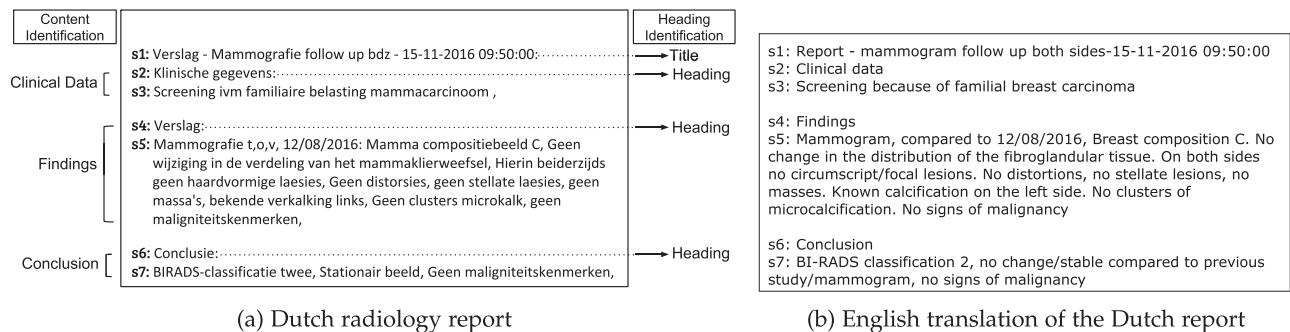 Content
Identification
Heading
Identification
s1: Verslag - Mammografie follow up bdz - 15-11-2016 09:50:00:
Title
s2: Klinische gegevens:
Heading
Clinical Data
s3: Screening ivm familiaire belasting mammacarcinoom ,
s4: Verslag:
Heading
s5: Mammografie t,o,v, 12/08/2016: Mamma compositiebeeld C, Geen
wijziging in de verdeling van het mammaklierweefsel, Hierin beiderzijds
Findings
geen haardvormige laesies, Geen distorsies, geen stellate laesies, geen
massa's, bekende verkalking links, Geen clusters microkalk, geen
maligniteitskenmerken,
s6: Conclusie:
Heading
Conclusion
s7: BIRADS-classificatie twee, Stationair beeld, Geen maligniteitskenmerken,
(a) Dutch radiology report
s1: Report - mammogram follow up both sides-15-11-2016 09:50:00
s2: Clinical data
s3: Screening because of familial breast carcinoma
s4: Findings
s5: Mammogram, compared to 12/08/2016, Breast composition C. No
change in the distribution of the fibroglandular tissue. On both sides
no circumscript/focal lesions. No distortions, no stellate lesions, no
masses. Known calcification on the left side. No clusters of
microcalcification. No signs of malignancy
s6: Conclusion
s7: BI-RADS classification 2, no change/stable compared to previous
study/mammogram, no signs of malignancy
(b) English translation of the Dutch report